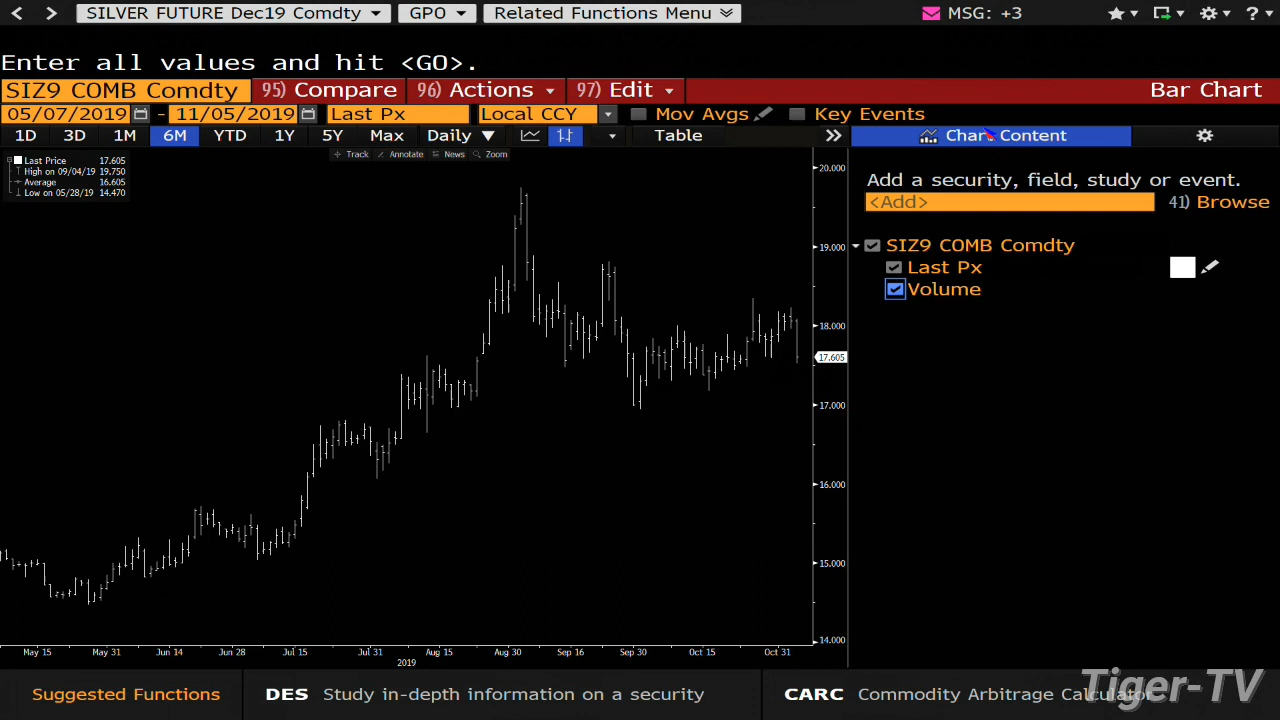 SILVER FUTURE Dec19 Comdty GPO Related Functions Menu MSG: +3 ?
Enter all values and hit <GO>.
SIZ9 COMB Comdty 95) Compare 96) Actions 97) Edit Bar Chart
05/07/2019 - 11/05/2019 Last Px Local CCY Mov Avgs Key Events
1D 3D 1M 6M YTD 1Y 5Y Max Daily Table Chart Content
Track Annotate News Zoom
Last Price 17.605
High on 09/04/19 19.750
Average 16.605
Low on 05/28/19 14.470
Add a security, field, study or event.
<Add> 41) Browse
SIZ9 COMB Comdty
Last Px
Volume
20.000
19.000
18.000
17.605
17.000
16.000
15.000
14.000
May 15 May 31 Jun 14 Jun 28 Jul 15 Jul 31 Aug 15 Aug 30 Sep 16 Sep 30 Oct 15 Oct 31
2019
Suggested Functions DES Study in-depth information on a security CARC Commodity Arbitrage Calculator
Tiger-TV